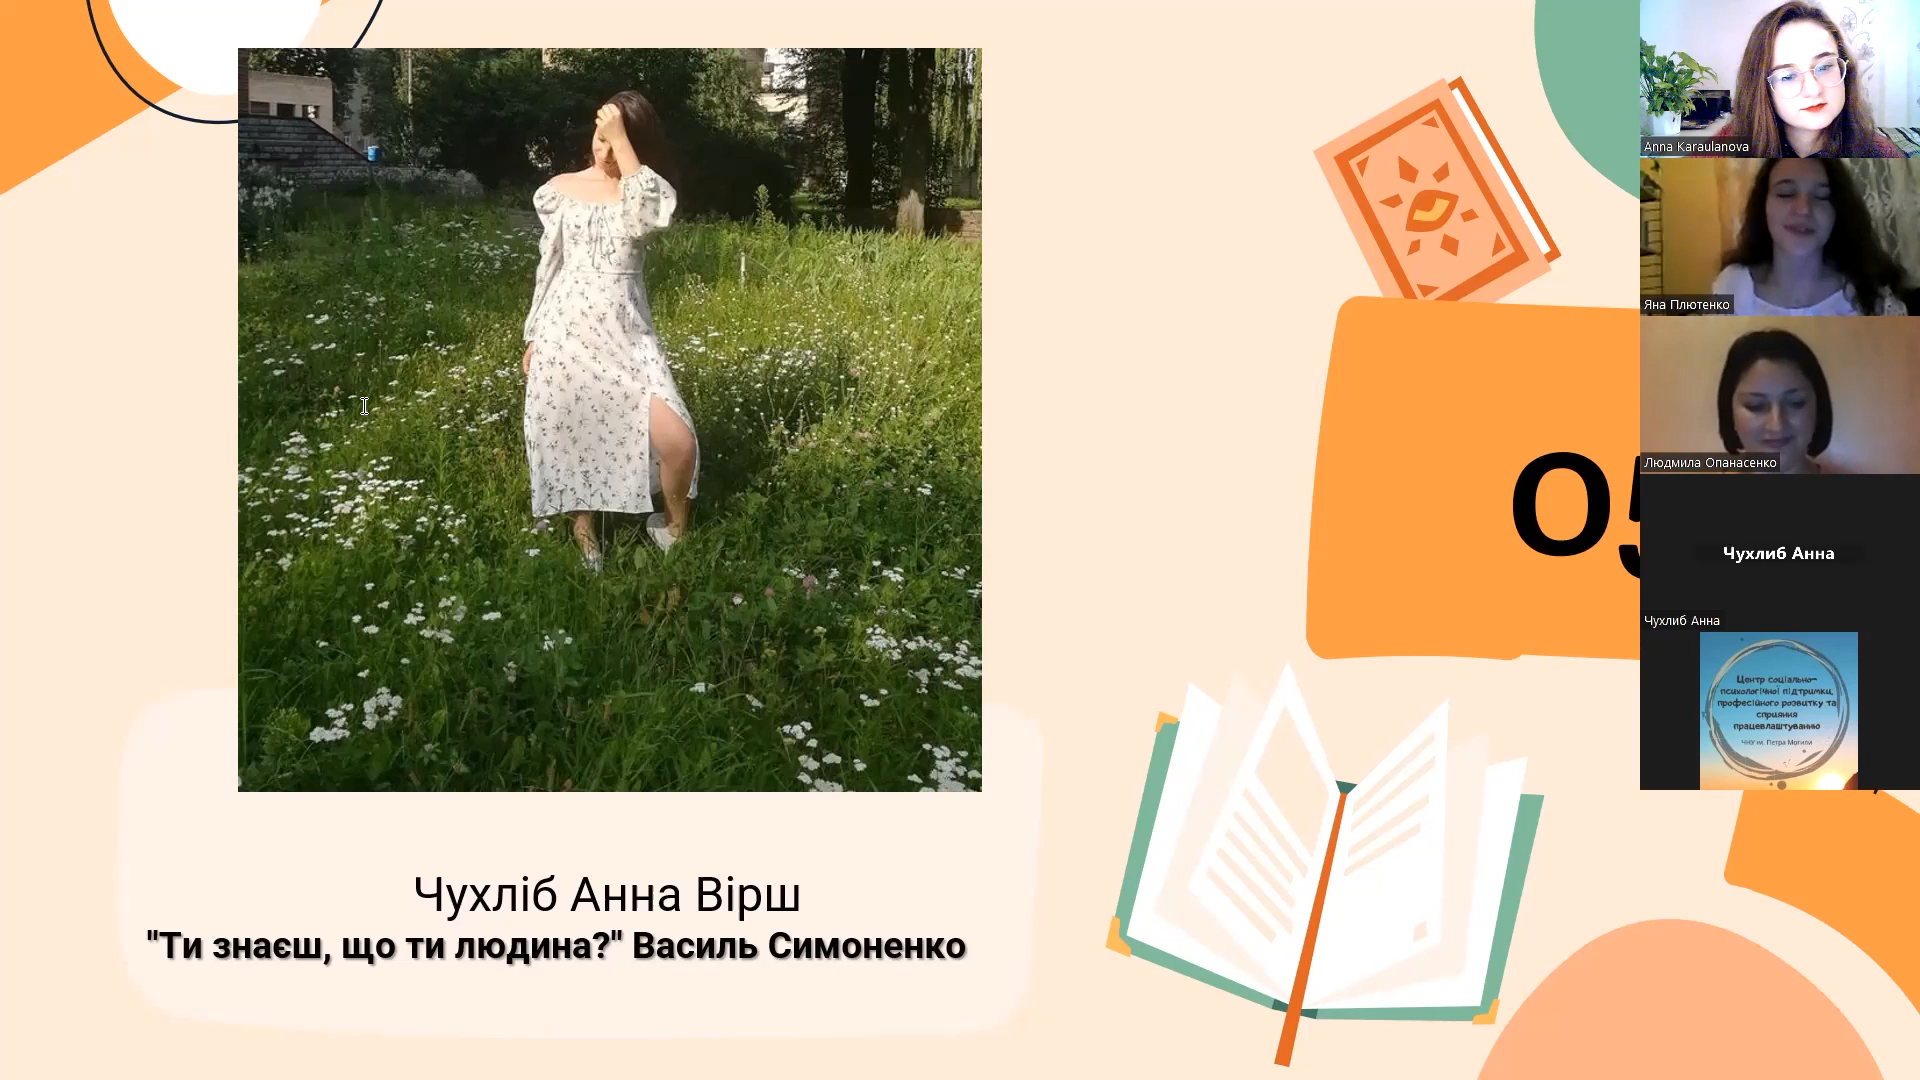 Чухліб Анна Вірш
"Ти знаєш, що ти людина?" Василь Симоненко
05
Anna Karaulanova
Яна Плютенко
Людмила Опанасенко
Чухлиб Анна
Чухлиб Анна
Центр соціально-
психологічної підтримки,
професійного розвитку та
сприяння
працевлаштуванню
ЧНУ ім. Петра Могили